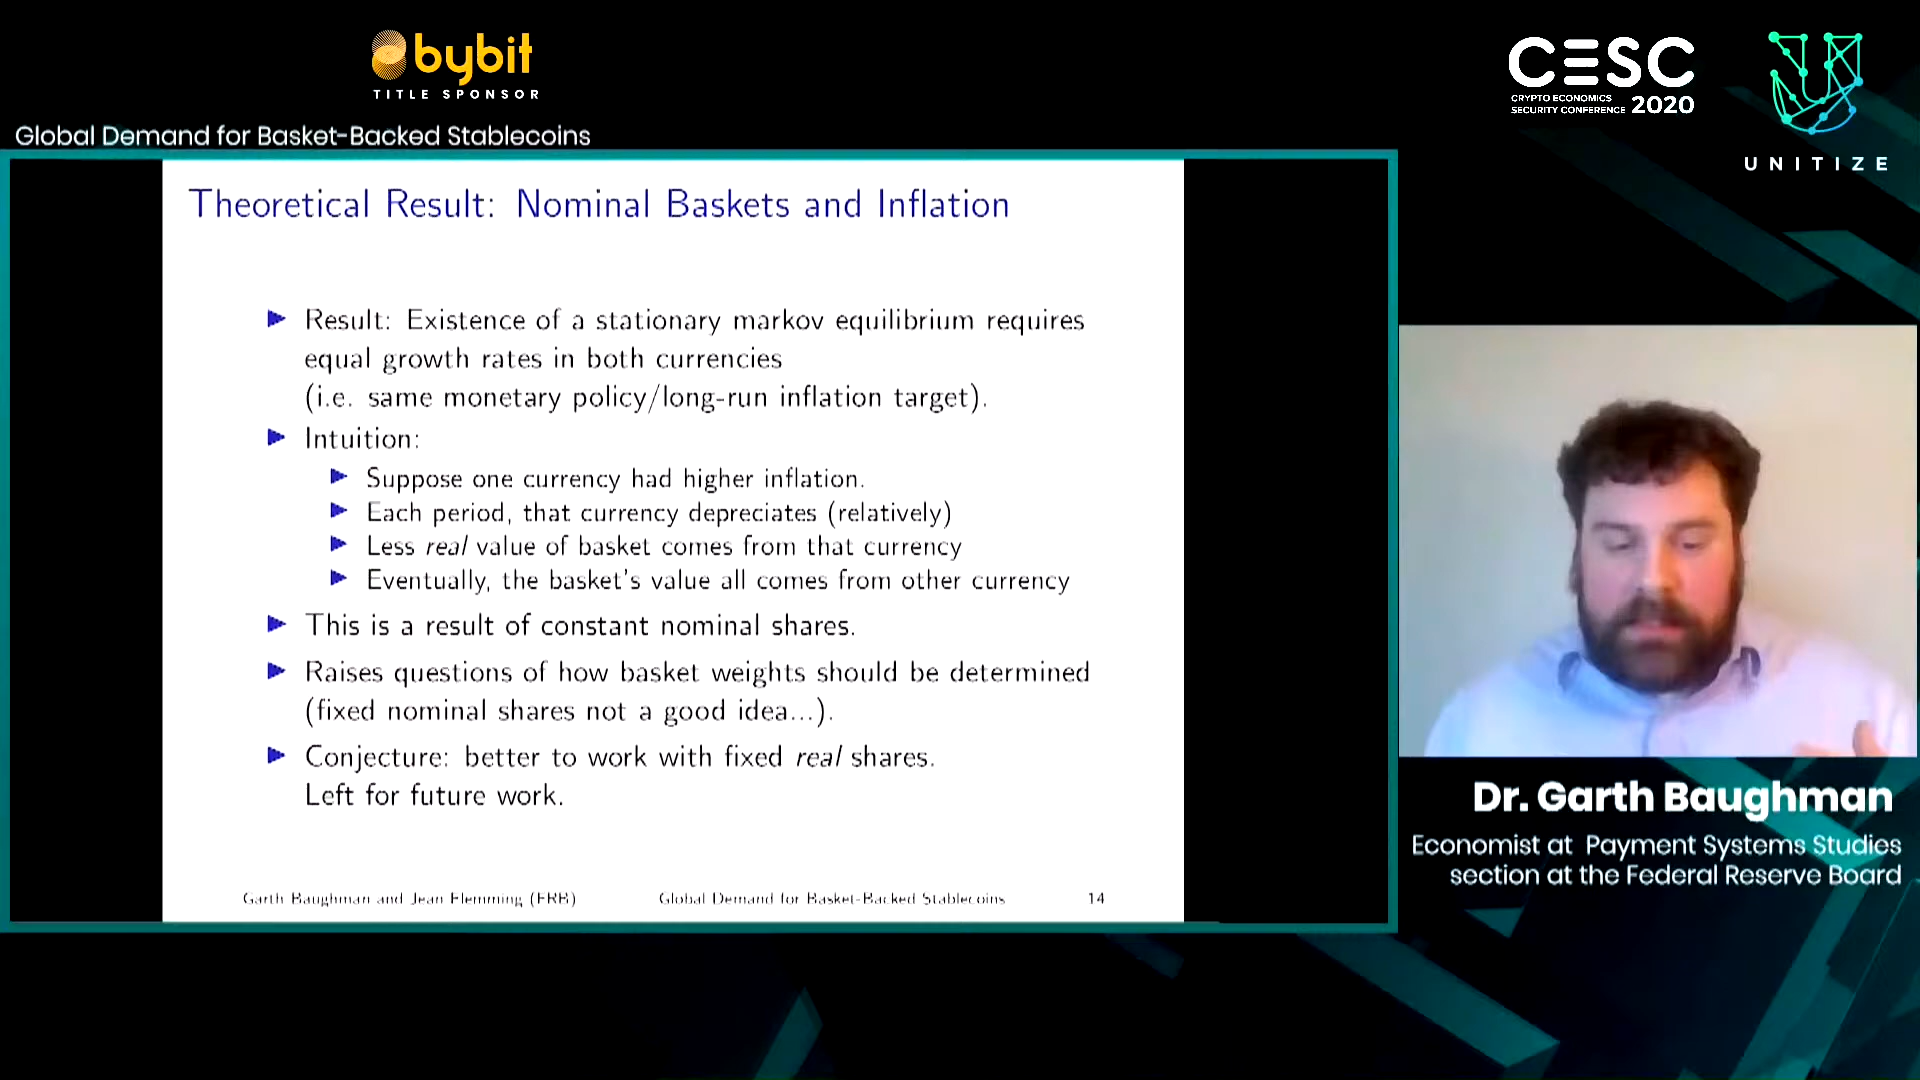 bybit
TITLE SPONSOR
CESC
CRYPTO ECONOMICS
SECURITY CONFERENCE 2020
UNITIZE
Global Demand for Basket-Backed Stablecoins
Theoretical Result: Nominal Baskets and Inflation
Result: Existence of a stationary markov equilibrium requires
equal growth rates in both currencies
(i.e. same monetary policy/long-run inflation target).
Intuition:
Suppose one currency had higher inflation.
Each period, that currency depreciates (relatively)
Less real value of basket comes from that currency
Eventually, the basket's value all comes from other currency
This is a result of constant nominal shares.
Raises questions of how basket weights should be determined
(fixed nominal shares not a good idea...).
Conjecture: better to work with fixed real shares.
Left for future work.
Garth Baughman and Jean Flemming (FRB)
Global Demand for Basket-Backed Stablecoins
14
Dr. Garth Baughman
Economist at Payment Systems Studies
section at the Federal Reserve Board